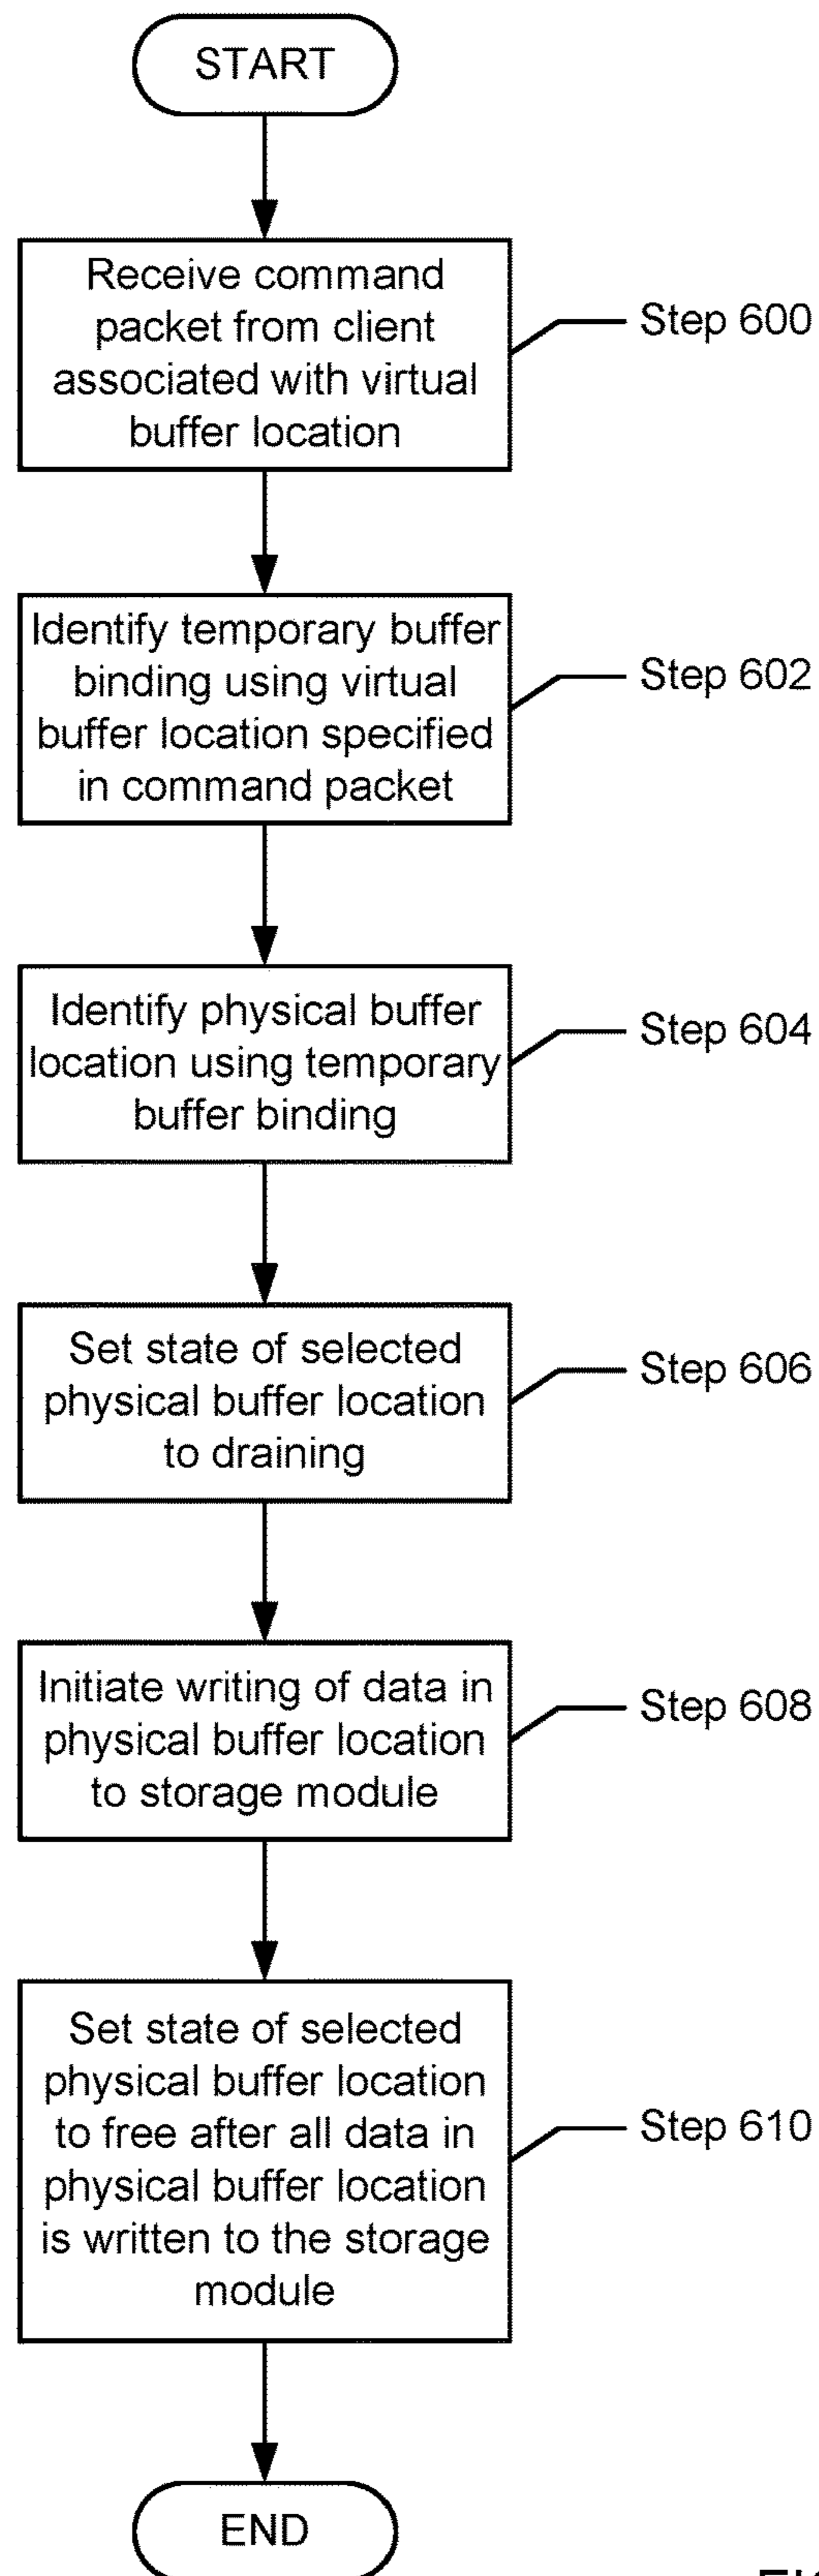 START
Receive command
packet from client
associated with virtual
buffer location
Step 600
Identify temporary buffer
binding using virtual
buffer location specified
in command packet
Step 602
Identify physical buffer
location using temporary
buffer binding
Step 604
Set state of selected
physical buffer location
to draining
Step 606
Initiate writing of data in
physical buffer location
to storage module
Step 608
Set state of selected
physical buffer location
to free after all data in
physical buffer location
is written to the storage
module
Step 610
END